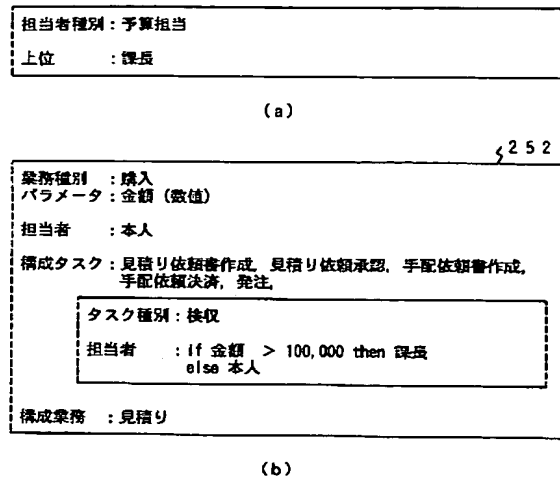 担当者種別：予算担当
上位　　　：課長
(a)
252
業務種別　：購入
パラメータ：金額（数値）
担当者　　：本人
構成タスク：見積り依頼書作成，見積り依頼承認，手配依頼書作成，
手配依頼決済，発注，
タスク種別：検収
担当者　　：if 金額 > 100,000 then 課長
else 本人
構成業務　：見積り
(b)